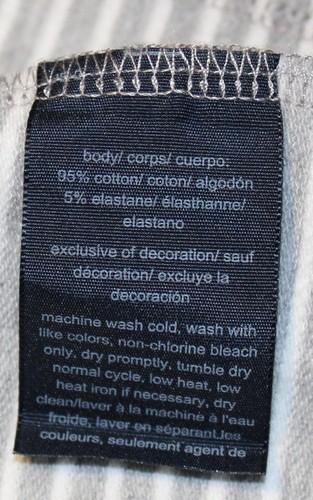 body/ corps/ cuerpo:
95% cotton/ coton/ algodón
5% elastane/ élasthanne/
elastano
exclusive of decoration/ sauf
décoration/ excluye la
decoración
machine wash cold, wash with
like colors, non-chlorine bleach
only, dry promptly, tumble dry
normal cycle, low heat, low
heat iron if necessary, dry
clean/laver à la machine à l'eau
froide, laver en séparant les
couleurs, seulement agent de